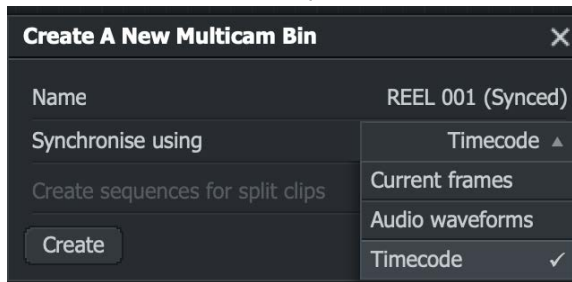 Create A New Multicam Bin
Name REEL 001 (Synced)
Synchronise using Timecode
Create sequences for split clips Current frames
Audio waveforms
Create Timecode